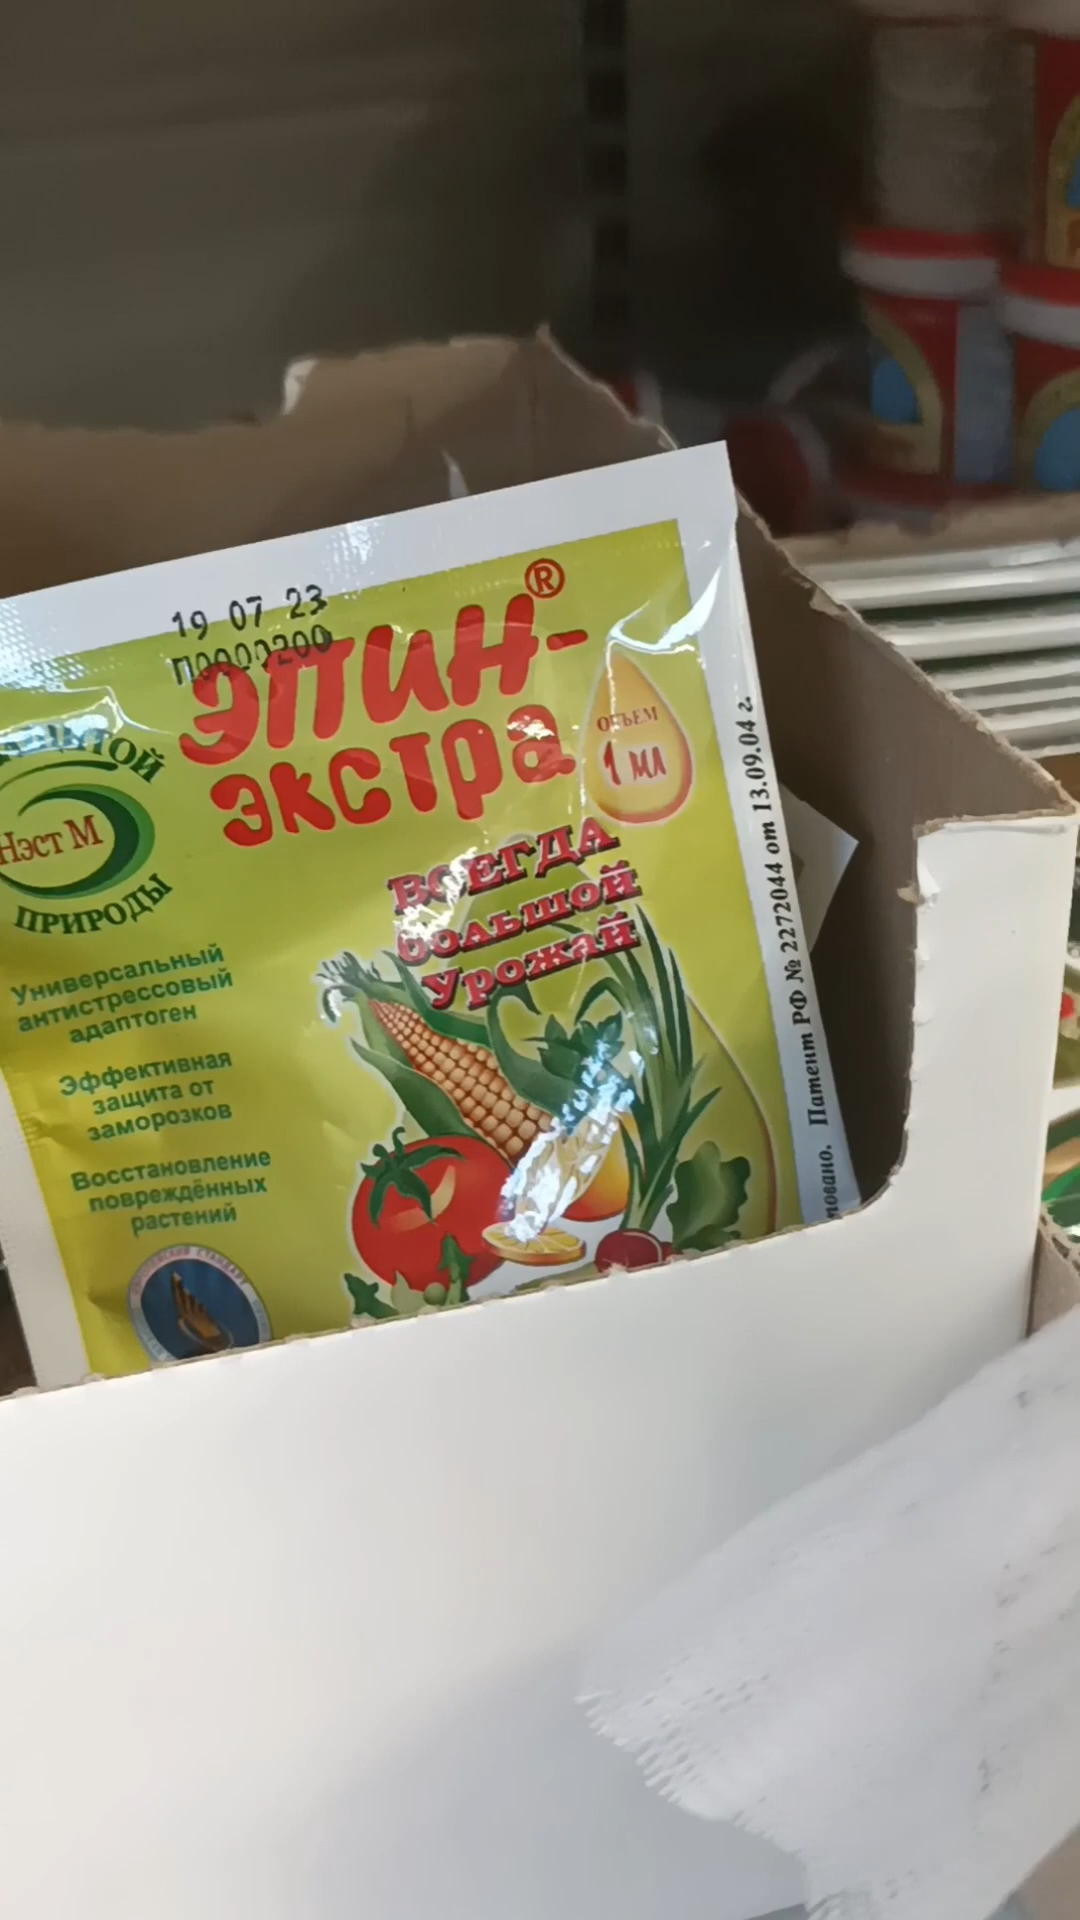 19 07 23
П0000200
ЭПИН-®
экстра
ОБЪЕМ
1 мл
НЭСТ М
ПРИРОДЫ
ВСЕГДА
большой
Урожай
Универсальный
антистрессовый
адаптоген
Эффективная
защита от
заморозков
Восстановление
повреждённых
растений
Патент РФ № 2272044 от 13.09.04 г.